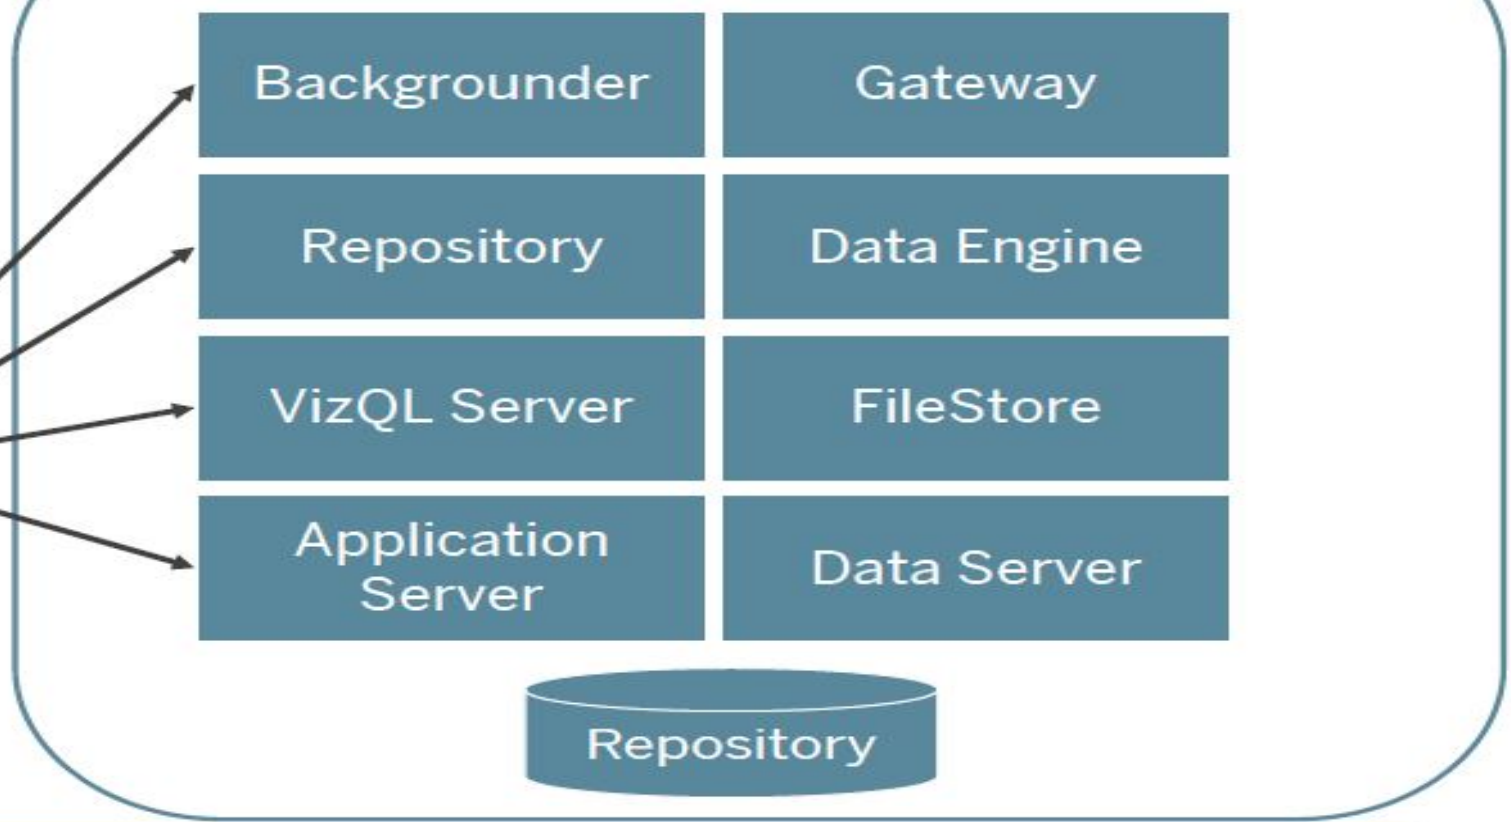 Backgrounder
Gateway
Repository
Data Engine
VizQL Server
FileStore
Application
Server
Data Server
Repository